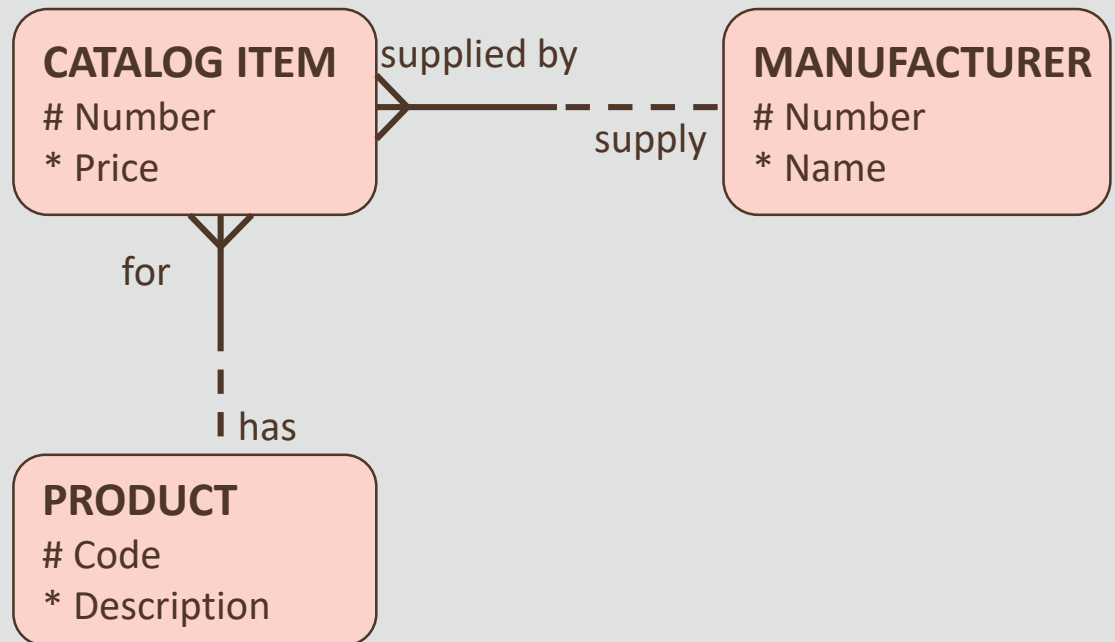 CATALOG ITEM
# Number
* Price
supplied by
supply
MANUFACTURER
# Number
* Name
for
has
PRODUCT
# Code
* Description